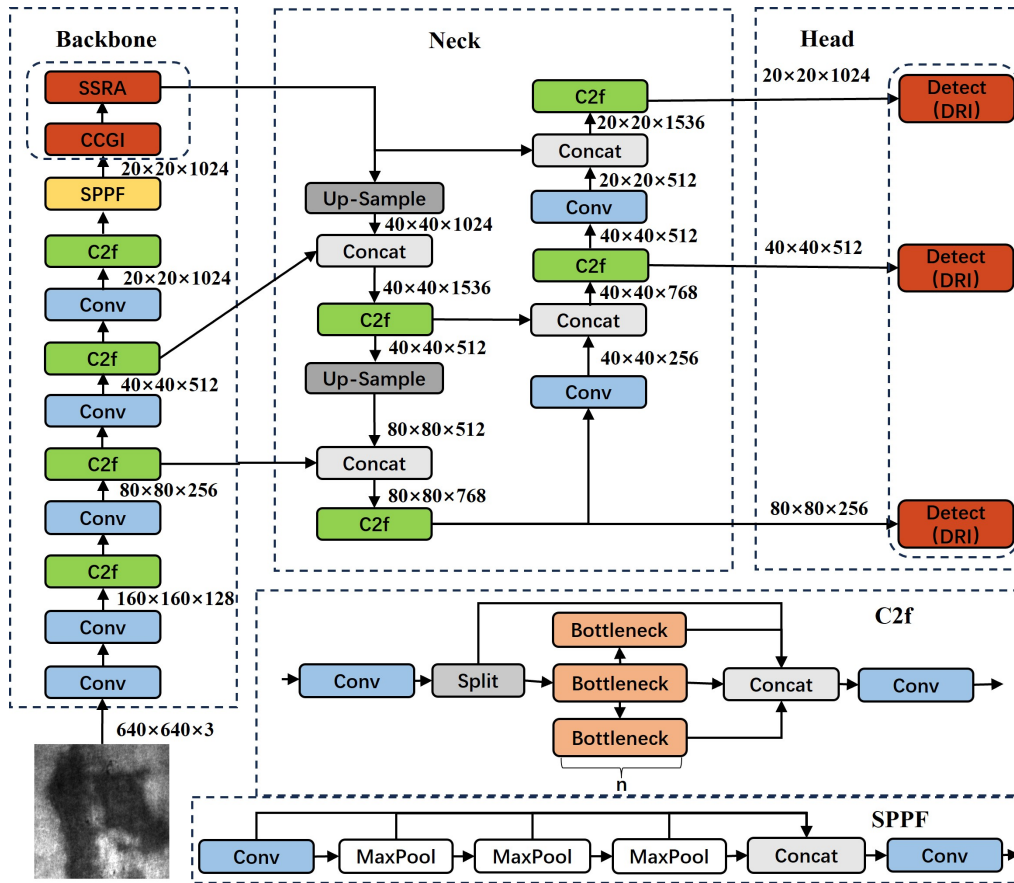 Backbone
SSRA
CCGI
20×20×1024
SPPF
C2f
20×20×1024
Conv
C2f
40×40×512
Conv
C2f
80×80×256
Conv
C2f
160×160×128
Conv
Conv
640×640×3
Neck
Up-Sample
40×40×1024
Concat
40×40×1536
C2f
40×40×512
Up-Sample
80×80×512
Concat
80×80×768
C2f
C2f
20×20×1536
Concat
20×20×512
Conv
40×40×512
C2f
40×40×768
Concat
40×40×256
Conv
Head
20×20×1024
Detect
(DRI)
40×40×512
Detect
(DRI)
80×80×256
Detect
(DRI)
C2f
Conv
Split
Bottleneck
Bottleneck
Bottleneck
n
Concat
Conv
SPPF
Conv
MaxPool
MaxPool
MaxPool
Concat
Conv